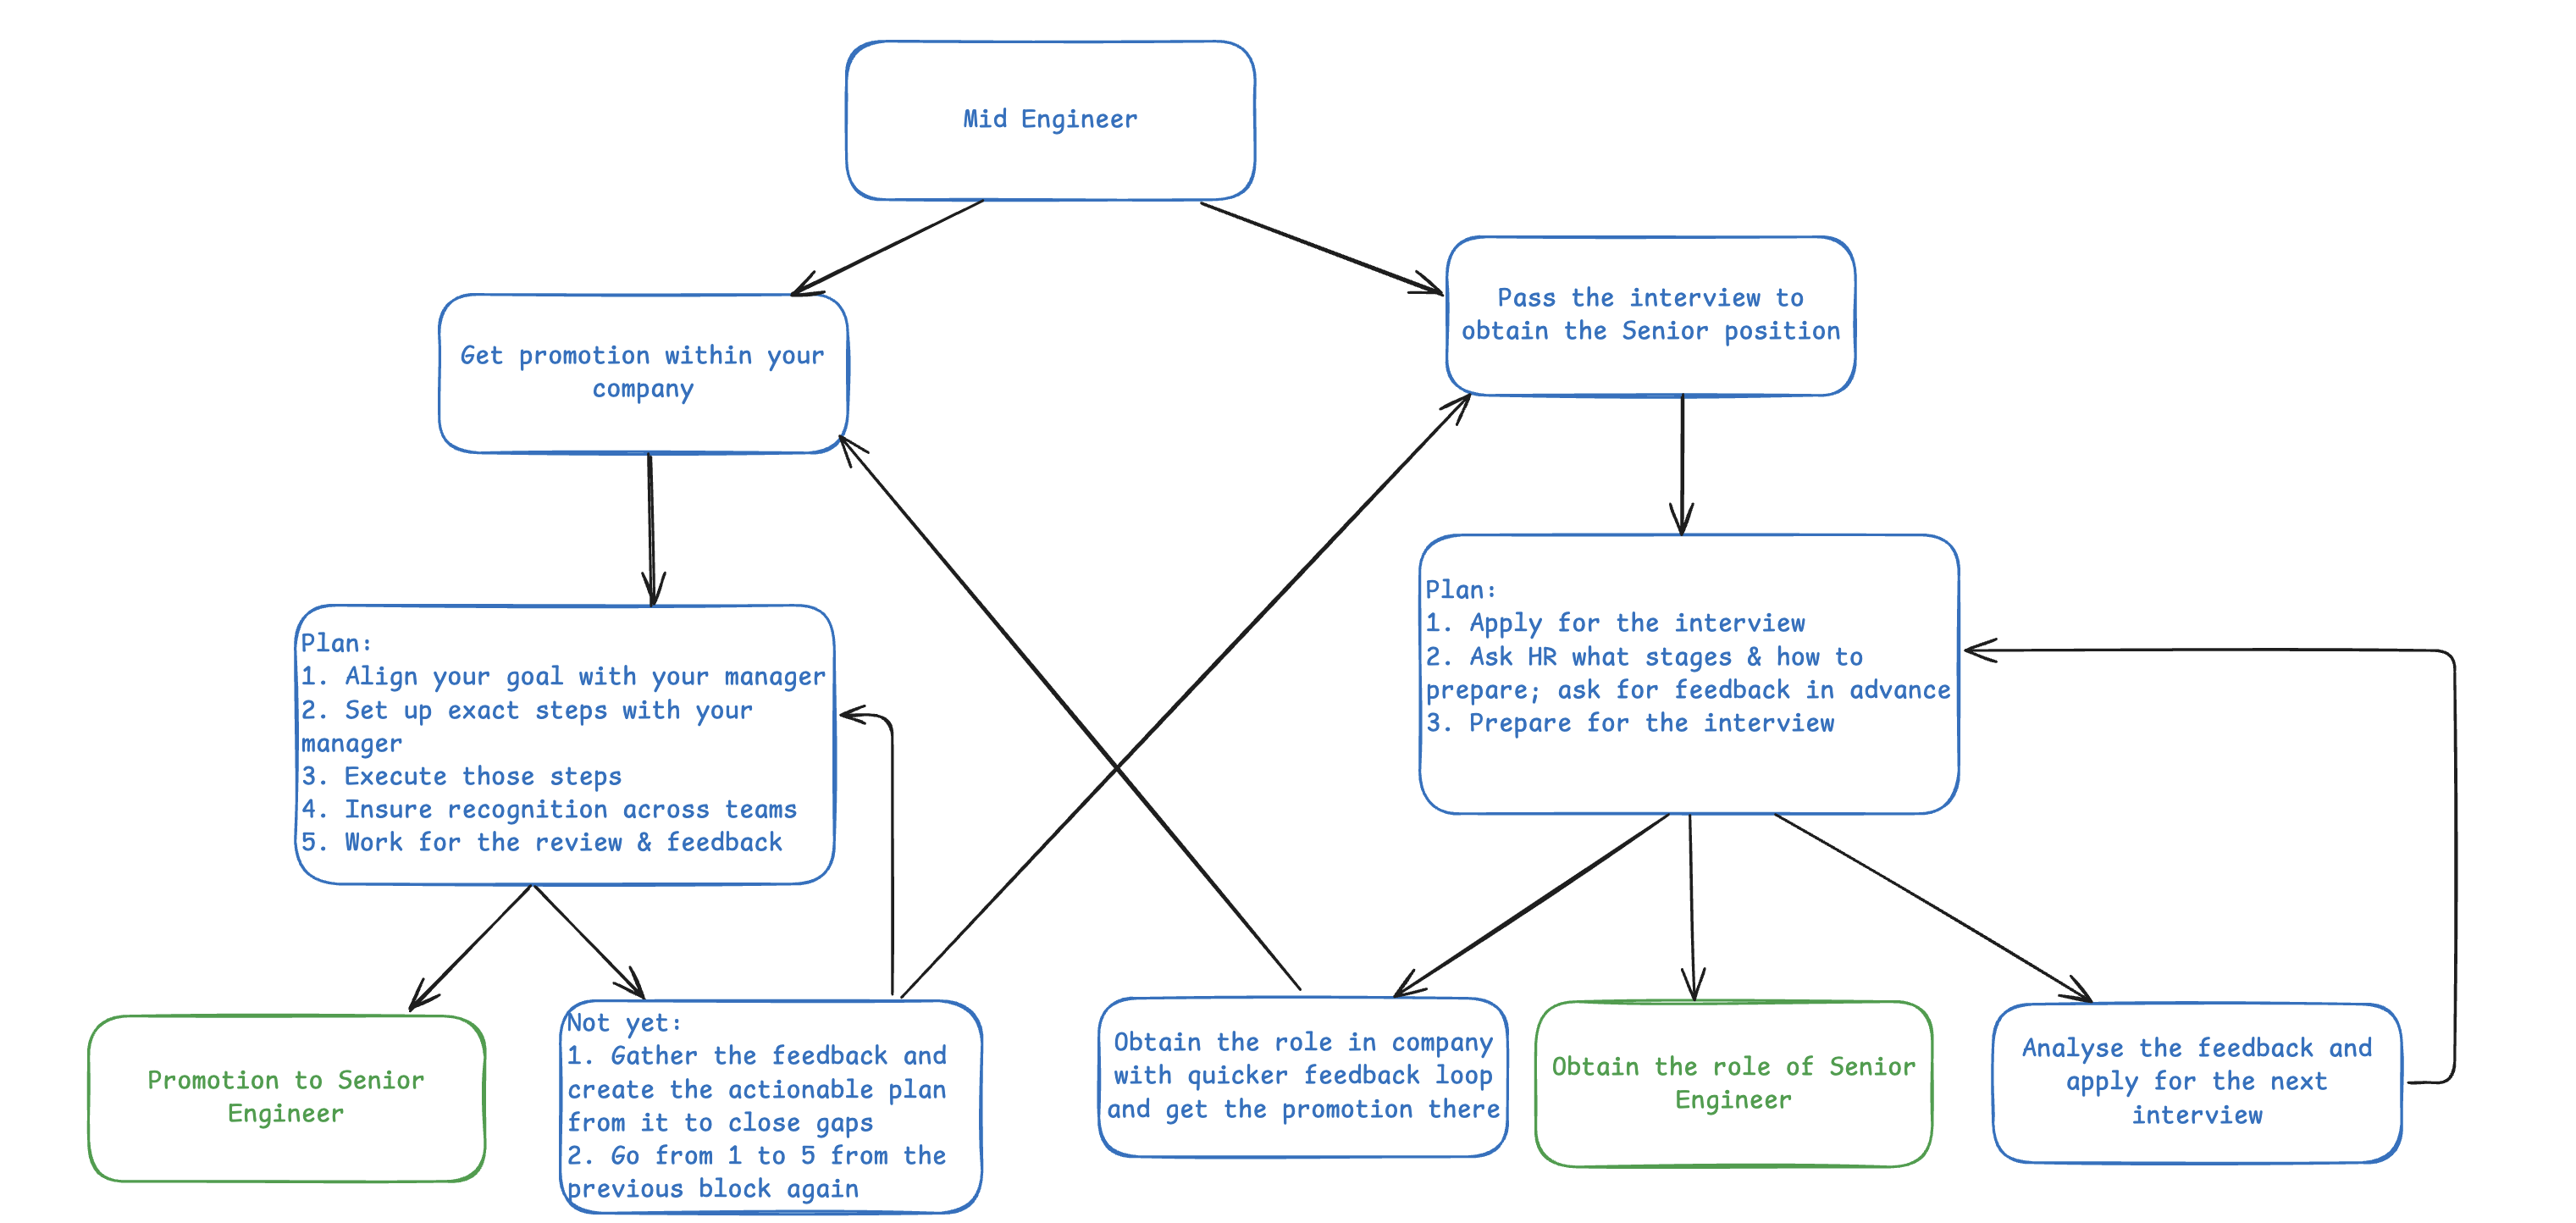 Mid Engineer
Pass the interview to
obtain the Senior position
Get promotion within your
company
Plan:
1. Apply for the interview
2. Ask HR what stages & how to
prepare; ask for feedback in advance
3. Prepare for the interview
Plan:
1. Align your goal with your manager
2. Set up exact steps with your
manager
3. Execute those steps
4. Insure recognition across teams
5. Work for the review & feedback
Promotion to Senior
Engineer
Not yet:
1. Gather the feedback and
create the actionable plan
from it to close gaps
2. Go from 1 to 5 from the
previous block again
Obtain the role in company
with quicker feedback loop
and get the promotion there
Obtain the role of Senior
Engineer
Analyse the feedback and
apply for the next
interview